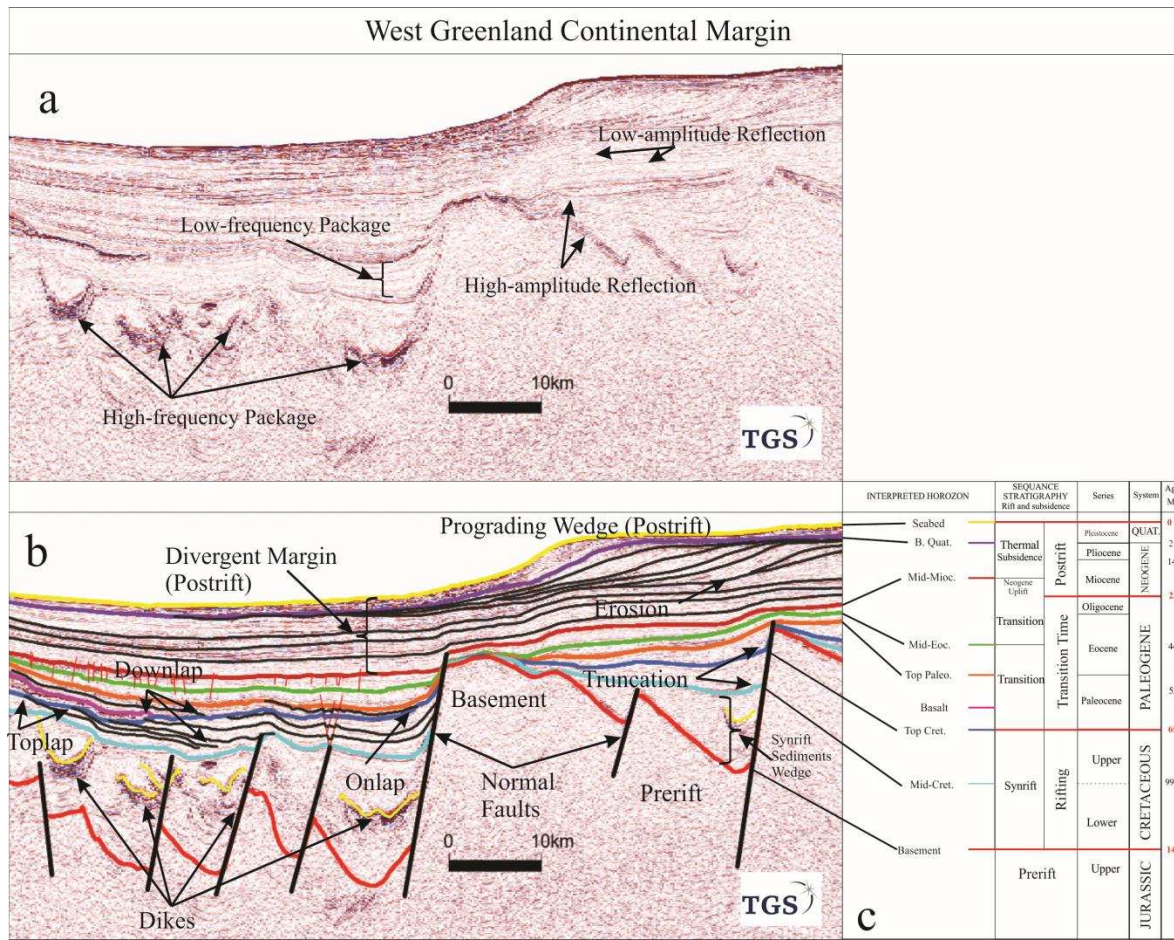 West Greenland Continental Margin
a
Low-amplitude Reflection
Low-frequency Package
High-amplitude Reflection
High-frequency Package
0
10km
TGS
b
Prograding Wedge (Postrift)
Divergent Margin
(Postrift)
Erosion
Downlap
Toplap
Onlap
Basement
Truncation
Normal
Faults
Synrift
Sediments
Wedge
Prerift
Dikes
0
10km
TGS
c
INTERPRETED HOROZON
SEQUANCE
STRATIGRAPHY
Rift and subsidence
Series
System
Seabed
B. Quat.
Mid-Mioc.
Mid-Eoc.
Top Paleo.
Basalt
Top Cret.
Mid-Cret.
Basement
Thermal
Subsidence
Neogene
Uplift
Transition
Transition
Synrift
Prerift
Postrift
Transition Time
Rifting
Pleistocene
Pliocene
Miocene
Oligocene
Eocene
Paleocene
Upper
Lower
Upper
QUAT.
NEOGENE
PALEOGENE
CRETACEOUS
JURASSIC
0